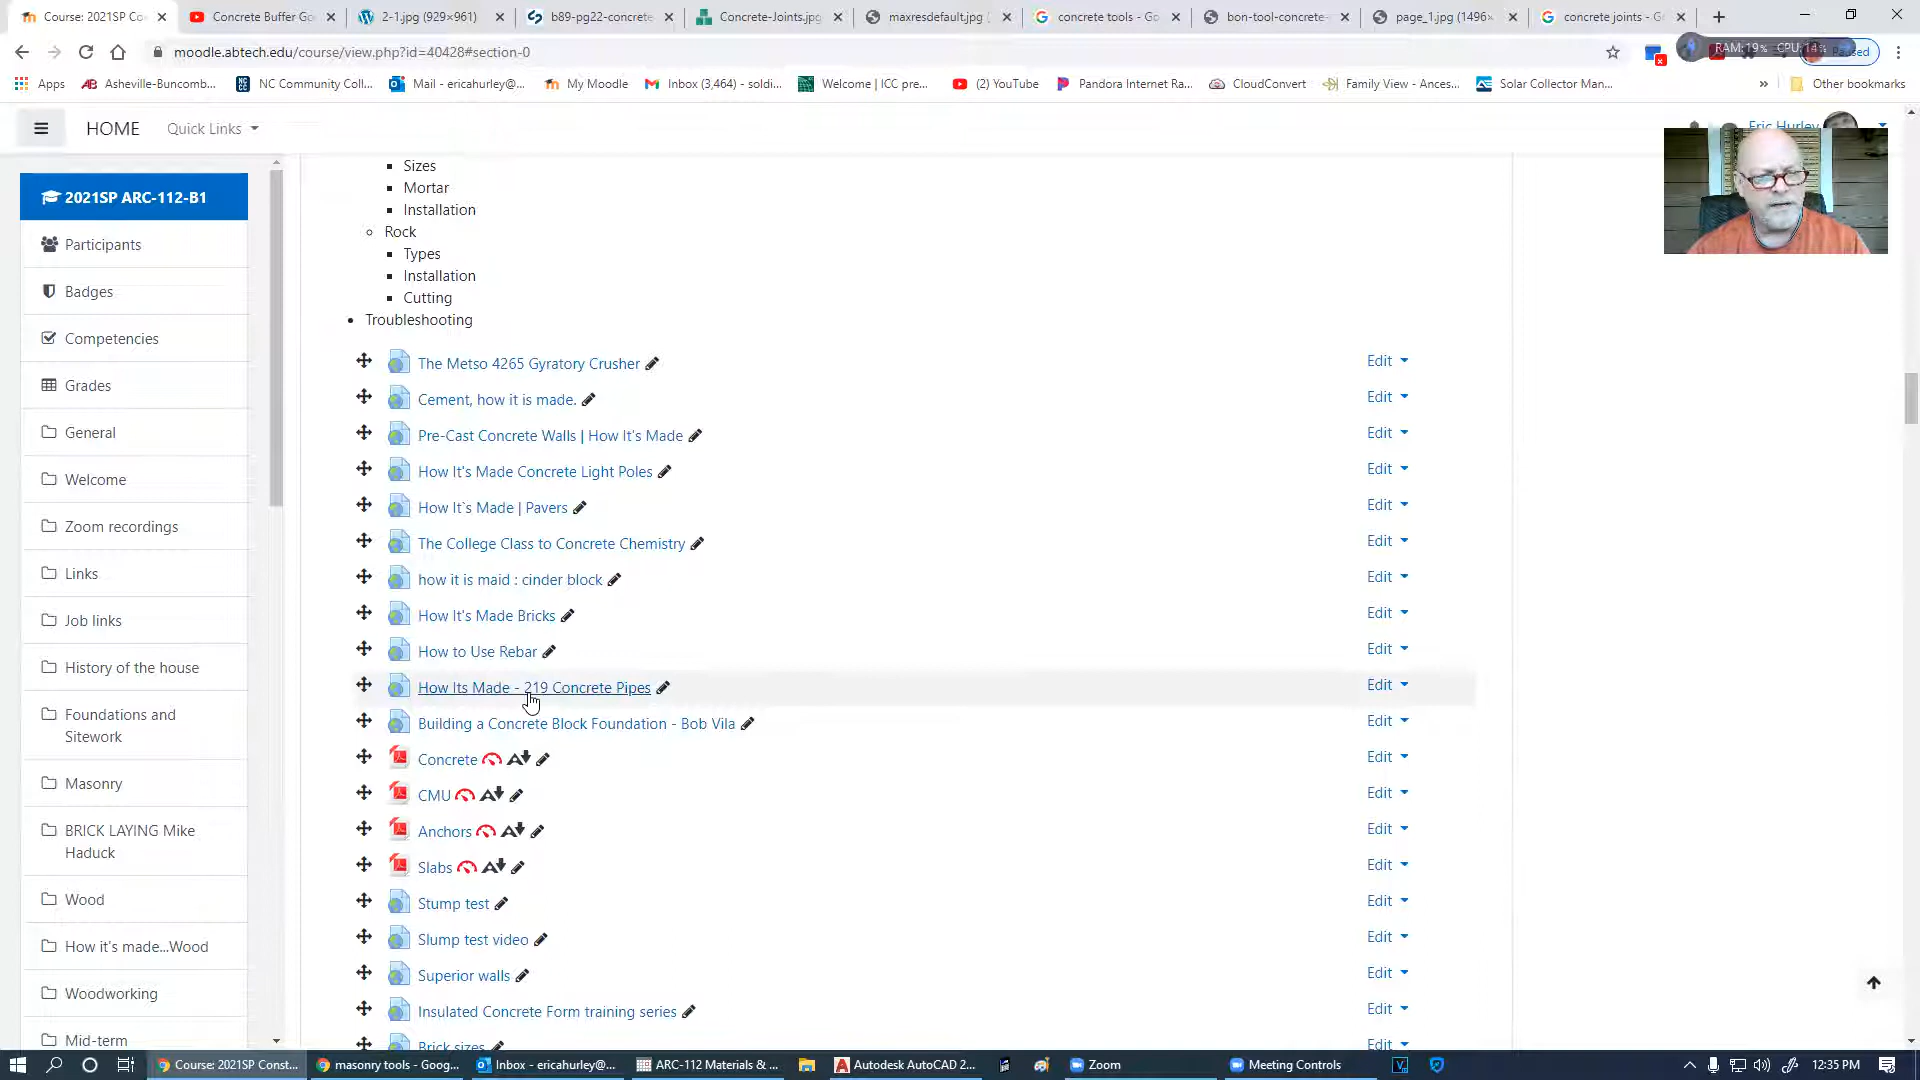 Course: 2021SP Co
Concrete Buffer Go
2-1.jpg (929×961)
b89-pg22-concrete
Concrete-Joints.jpg
maxresdefault.jpg (
concrete tools - Go
bon-tool-concrete-
page_1.jpg (1496×
concrete joints - G
moodle.abtech.edu/course/view.php?id=40428#section-0
RAM:19% CPU:14%
Paused
Apps
Asheville-Buncomb...
NC Community Coll...
Mail - ericahurley@...
My Moodle
Inbox (3,464) - soldi...
Welcome | ICC pre...
(2) YouTube
Pandora Internet Ra...
CloudConvert
Family View - Ances...
Solar Collector Man...
»
Other bookmarks
HOME
Quick Links
Eric Hurley
2021SP ARC-112-B1
Participants
Badges
Competencies
Grades
General
Welcome
Zoom recordings
Links
Job links
History of the house
Foundations and
Sitework
Masonry
BRICK LAYING Mike
Haduck
Wood
How it's made...Wood
Woodworking
Mid-term
Sizes
Mortar
Installation
Rock
Types
Installation
Cutting
Troubleshooting
The Metso 4265 Gyratory Crusher Edit
Cement, how it is made. Edit
Pre-Cast Concrete Walls | How It's Made Edit
How It's Made Concrete Light Poles Edit
How It`s Made | Pavers Edit
The College Class to Concrete Chemistry Edit
how it is maid : cinder block Edit
How It's Made Bricks Edit
How to Use Rebar Edit
How Its Made - 219 Concrete Pipes Edit
Building a Concrete Block Foundation - Bob Vila Edit
Concrete Edit
CMU Edit
Anchors Edit
Slabs Edit
Stump test Edit
Slump test video Edit
Superior walls Edit
Insulated Concrete Form training series Edit
Brick sizes
Course: 2021SP Const...
masonry tools - Goog...
Inbox - ericahurley@...
ARC-112 Materials & ...
Autodesk AutoCAD 2...
Zoom
Meeting Controls
12:35 PM